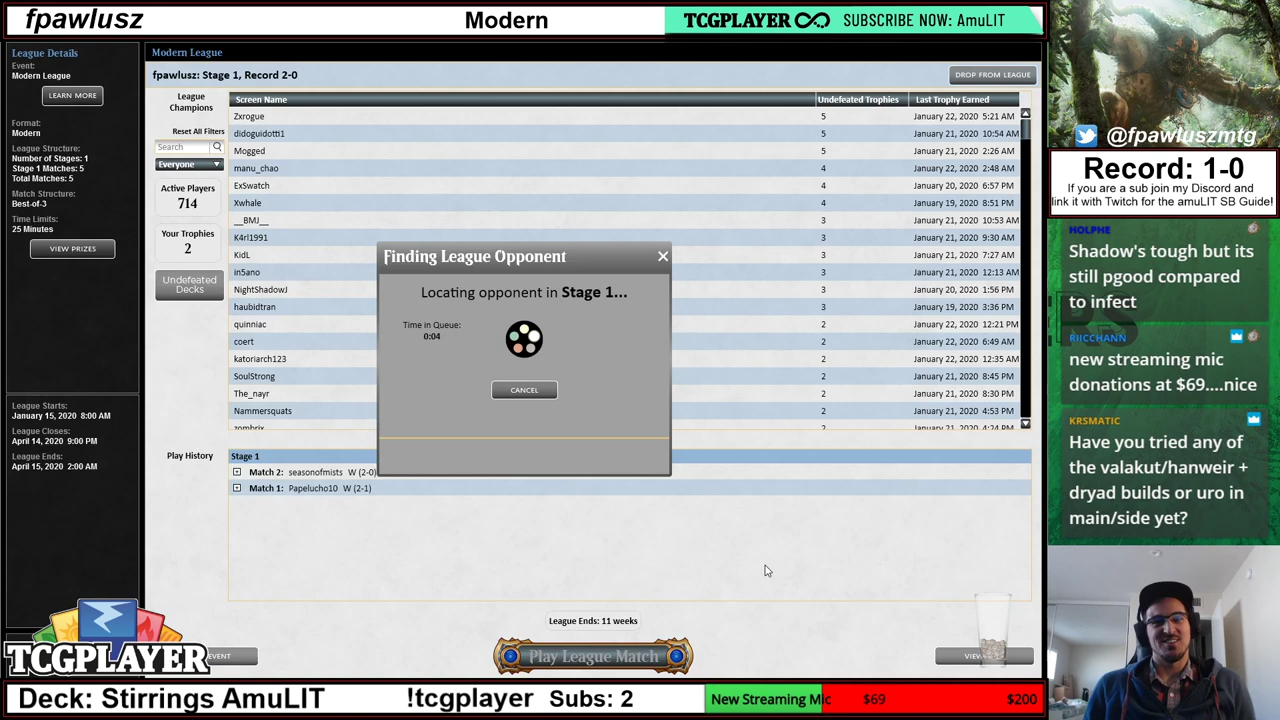 fpawlusz
Modern
TCGPLAYER SUBSCRIBE NOW: AmuLIT
League Details
Event:
Modern League
LEARN MORE
Format:
Modern
League Structure:
Number of Stages: 1
Stage 1 Matches: 5
Total Matches: 5
Match Structure:
Best-of-3
Time Limits:
25 Minutes
VIEW PRIZES
League Starts:
January 15, 2020 8:00 AM
League Closes:
April 14, 2020 9:00 PM
League Ends:
April 15, 2020 2:00 AM
Modern League
fpawlusz: Stage 1, Record 2-0
DROP FROM LEAGUE
League
Champions
Reset All Filters
Search
Everyone
Active Players
714
Your Trophies
2
Undefeated
Decks
Screen Name Undefeated Trophies Last Trophy Earned
Zxrogue 5 January 22, 2020 5:21 AM
didoguidotti1 5 January 21, 2020 10:54 AM
Mogged 5 January 21, 2020 2:26 AM
manu_chao 4 January 22, 2020 2:48 AM
ExSwatch 4 January 20, 2020 6:57 PM
Xwhale 4 January 19, 2020 8:51 PM
__BMJ__ 3 January 22, 2020 10:53 AM
K4rl1991 3 January 22, 2020 9:30 AM
KidL 3 January 22, 2020 7:27 AM
in5ano 3 January 22, 2020 12:13 AM
NightShadowJ 3 January 20, 2020 1:56 PM
haubidtran 3 January 19, 2020 3:36 PM
quinniac 2 January 22, 2020 12:21 PM
coert 2 January 22, 2020 6:49 AM
katoriarch123 2 January 22, 2020 12:35 AM
SoulStrong 2 January 21, 2020 8:45 PM
The_nayr 2 January 21, 2020 8:30 PM
Nammersquats 2 January 21, 2020 4:53 PM
zombrix 2 January 21, 2020 4:24 PM
Finding League Opponent
Locating opponent in Stage 1...
Time in Queue:
0:04
CANCEL
Play History
Stage 1
Match 2: seasonofmists W (2-0)
Match 1: Papelucho10 W (2-1)
League Ends: 11 weeks
Play League Match
EVENT
VIEW
TCGPLAYER
@fpawluszmtg
Record: 1-0
If you are a sub join my Discord and
link it with Twitch for the amuLIT SB Guide!
HOLPHE
Shadow's tough but its
still pgood compared
to infect
RIICCHANN
new streaming mic
donations at $69....nice
KRSMATIC
Have you tried any of
the valakut/hanweir +
dryad builds or uro in
main/side yet?
Deck: Stirrings AmuLIT
!tcgplayer
Subs: 2
New Streaming Mic $69 $200